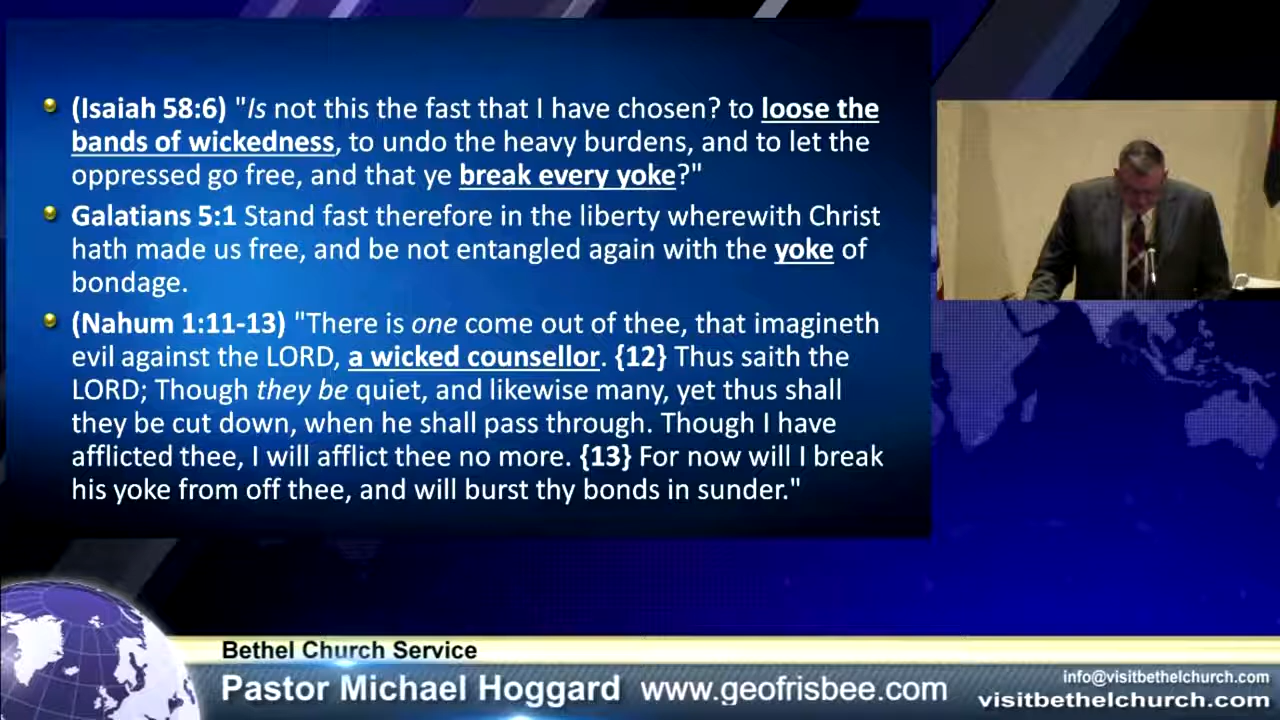 (Isaiah 58:6) "Is not this the fast that I have chosen? to loose the
bands of wickedness, to undo the heavy burdens, and to let the
oppressed go free, and that ye break every yoke?"
Galatians 5:1 Stand fast therefore in the liberty wherewith Christ
hath made us free, and be not entangled again with the yoke of
bondage.
(Nahum 1:11-13) "There is one come out of thee, that imagineth
evil against the LORD, a wicked counsellor. {12} Thus saith the
LORD; Though they be quiet, and likewise many, yet thus shall
they be cut down, when he shall pass through. Though I have
afflicted thee, I will afflict thee no more. {13} For now will I break
his yoke from off thee, and will burst thy bonds in sunder."
Bethel Church Service
Pastor Michael Hoggard www.geofrisbee.com
info@visitbethelchurch.com
visitbethelchurch.com